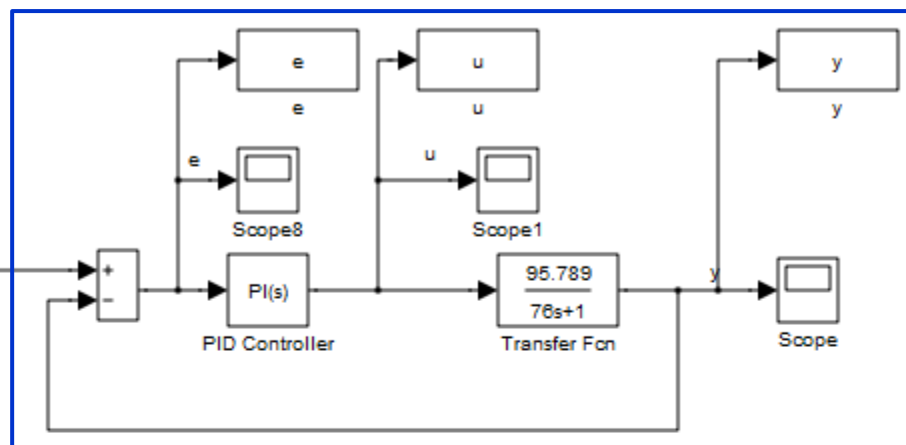 e
e
u
u
y
y
e
Scope8
u
Scope1
+
−
PI(s)
PID Controller
95.789
76s+1
Transfer Fcn
y
Scope